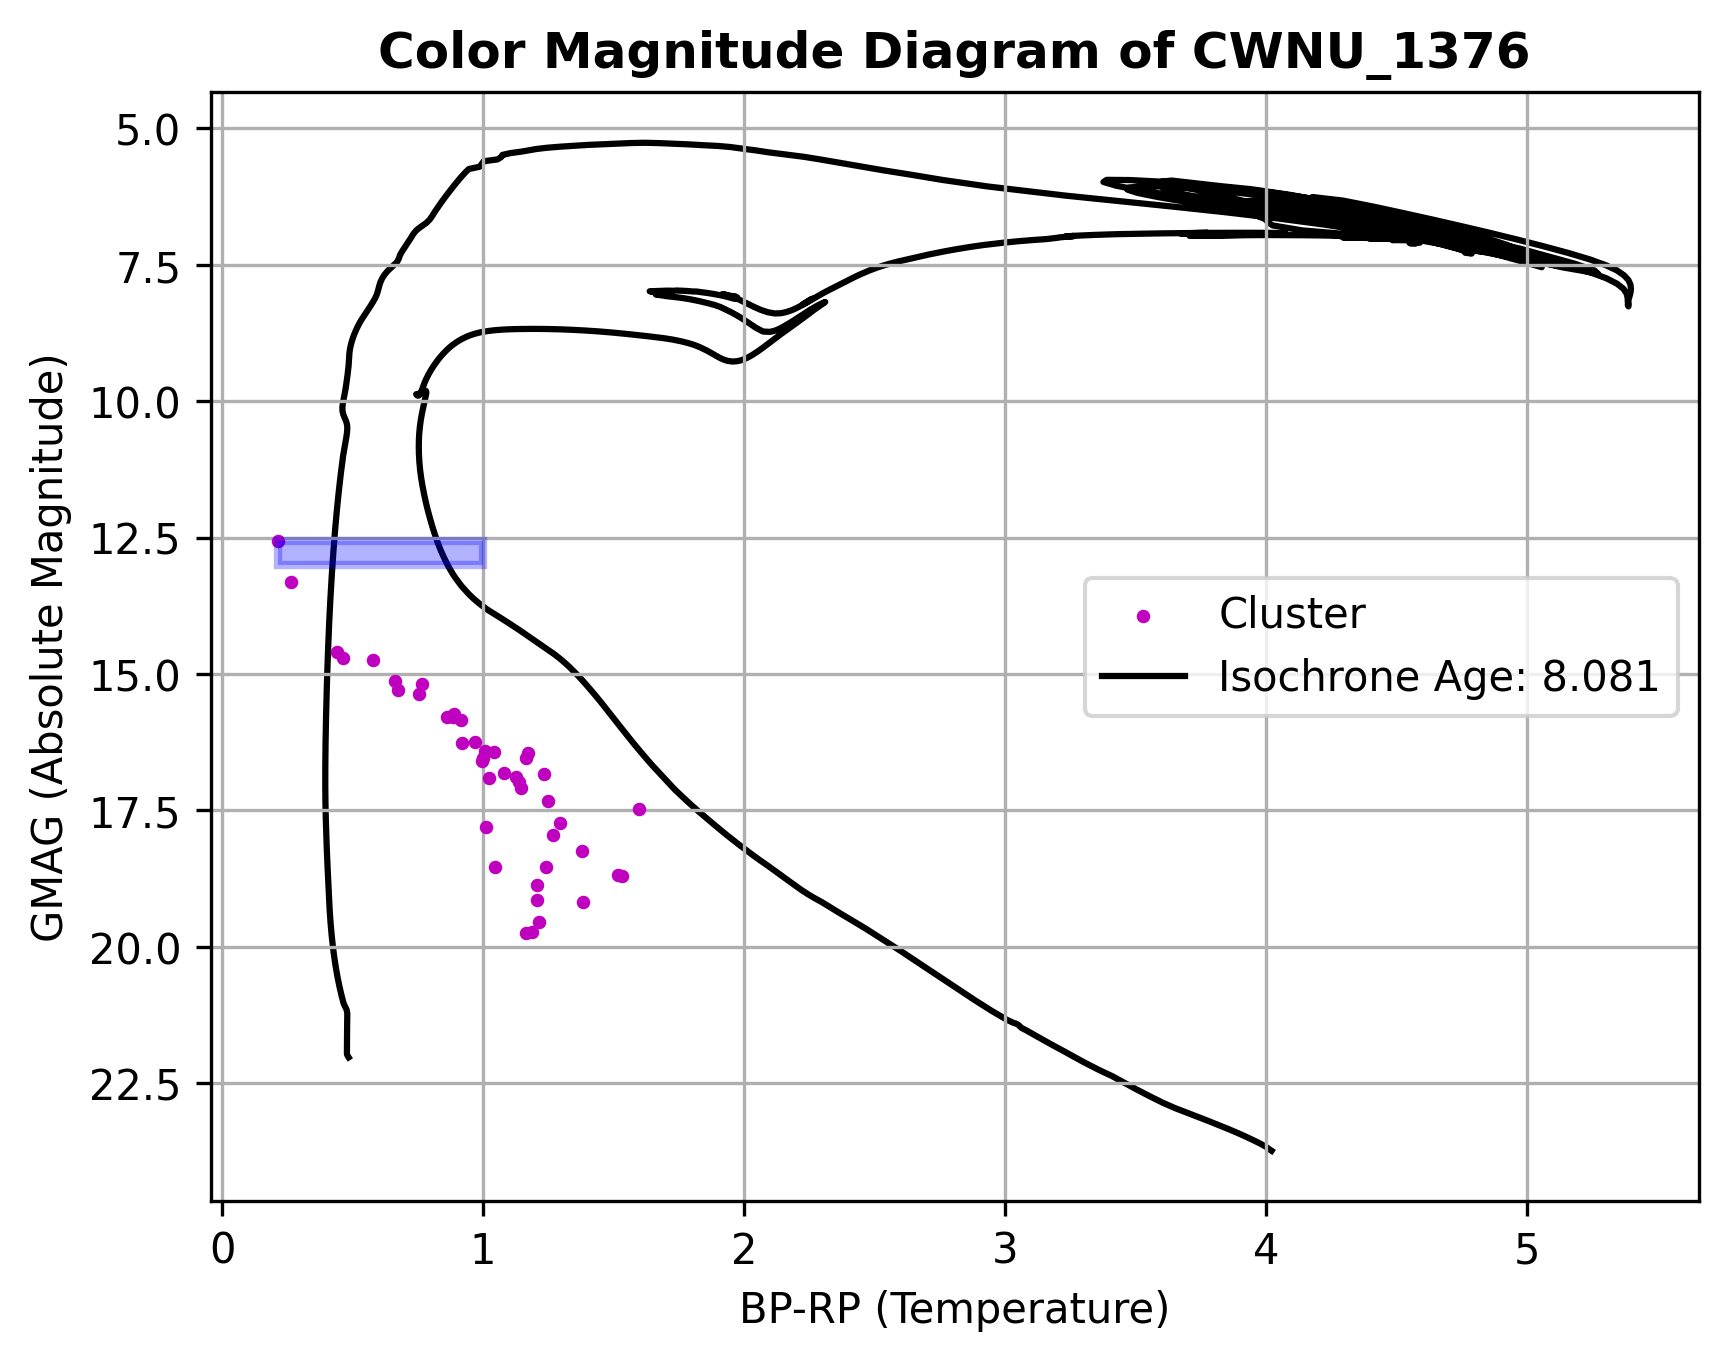 Color Magnitude Diagram of CWNU_1376
GMAG (Absolute Magnitude)
5.0
7.5
10.0
12.5
15.0
17.5
20.0
22.5
Cluster
Isochrone Age: 8.081
0 1 2 3 4 5
BP-RP (Temperature)